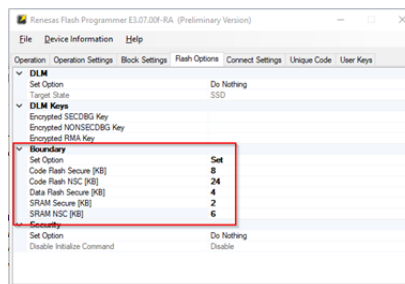 Renesas Flash Programmer E3.07.00f-RA (Preliminary Version)
File Device Information Help
Operation Operation Settings Block Settings Flash Options Connect Settings Unique Code User Keys
DLM
Set Option Do Nothing
Target State SSD
DLM Keys
Encrypted SECDBG Key
Encrypted NONSECDBG Key
Encrypted RMA Key
Boundary
Set Option Set
Code Flash Secure [KB] 8
Code Flash NSC [KB] 24
Data Flash Secure [KB] 4
SRAM Secure [KB] 2
SRAM NSC [KB] 6
Security
Set Option Do Nothing
Disable Initialize Command Disable